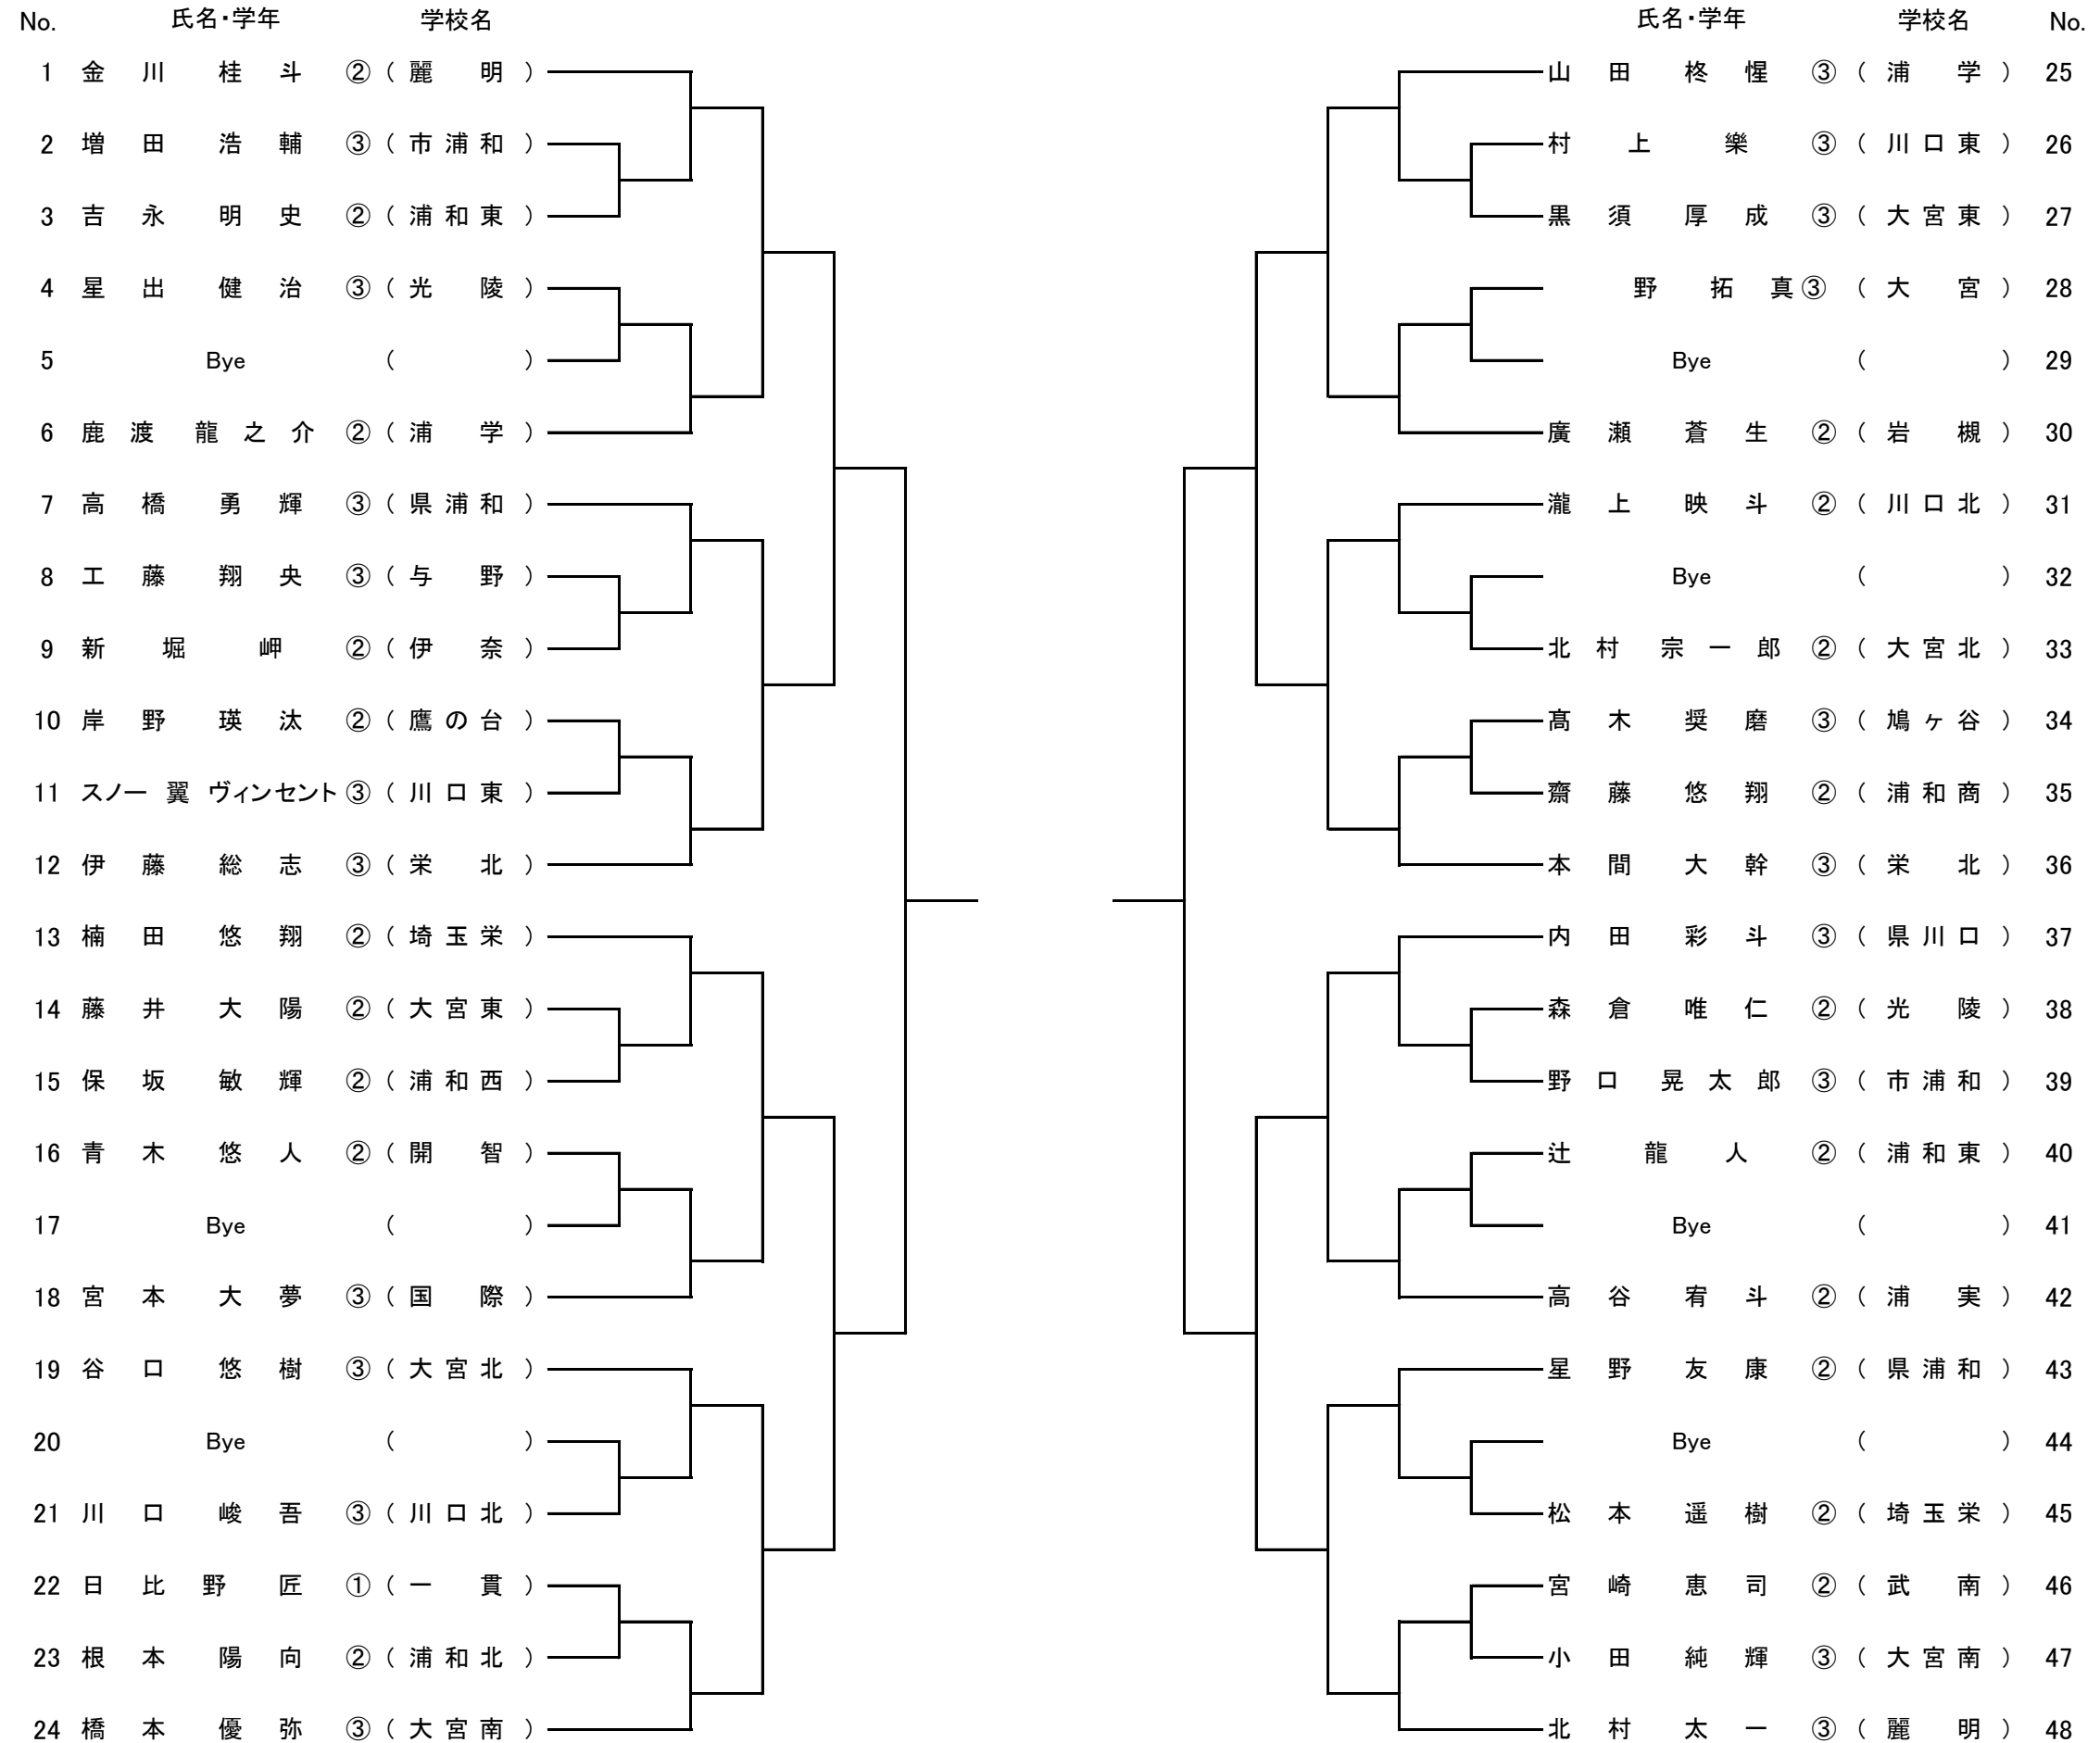 No. 氏名・学年 学校名
1 金川桂斗 ② (麗明)
2 増田浩輔 ③ (市浦和)
3 吉永明史 ② (浦和東)
4 星出健治 ③ (光陵)
5 Bye ( )
6 鹿渡龍之介 ② (浦学)
7 高橋勇輝 ③ (県浦和)
8 工藤翔央 ③ (与野)
9 新堀岬 ② (伊奈)
10 岸野瑛汰 ② (鷹の台)
11 スノー翼ヴィンセント ③ (川口東)
12 伊藤総志 ③ (栄北)
13 楠田悠翔 ② (埼玉栄)
14 藤井大陽 ② (大宮東)
15 保坂敏輝 ② (浦和西)
16 青木悠人 ② (開智)
17 Bye ( )
18 宮本大夢 ③ (国際)
19 谷口悠樹 ③ (大宮北)
20 Bye ( )
21 川口峻吾 ③ (川口北)
22 日比野匠 ① (一貫)
23 根本陽向 ② (浦和北)
24 橋本優弥 ③ (大宮南)
氏名・学年 学校名 No.
山田柊惺 ③ (浦学) 25
村上樂 ③ (川口東) 26
黒須厚成 ③ (大宮東) 27
野拓真 ③ (大宮) 28
Bye ( ) 29
廣瀬蒼生 ② (岩槻) 30
瀧上映斗 ② (川口北) 31
Bye ( ) 32
北村宗一郎 ② (大宮北) 33
髙木奨磨 ③ (鳩ヶ谷) 34
齋藤悠翔 ② (浦和商) 35
本間大幹 ③ (栄北) 36
内田彩斗 ③ (県川口) 37
森倉唯仁 ② (光陵) 38
野口晃太郎 ③ (市浦和) 39
辻龍人 ② (浦和東) 40
Bye ( ) 41
高谷宥斗 ② (浦実) 42
星野友康 ② (県浦和) 43
Bye ( ) 44
松本遥樹 ② (埼玉栄) 45
宮崎恵司 ② (武南) 46
小田純輝 ③ (大宮南) 47
北村太一 ③ (麗明) 48